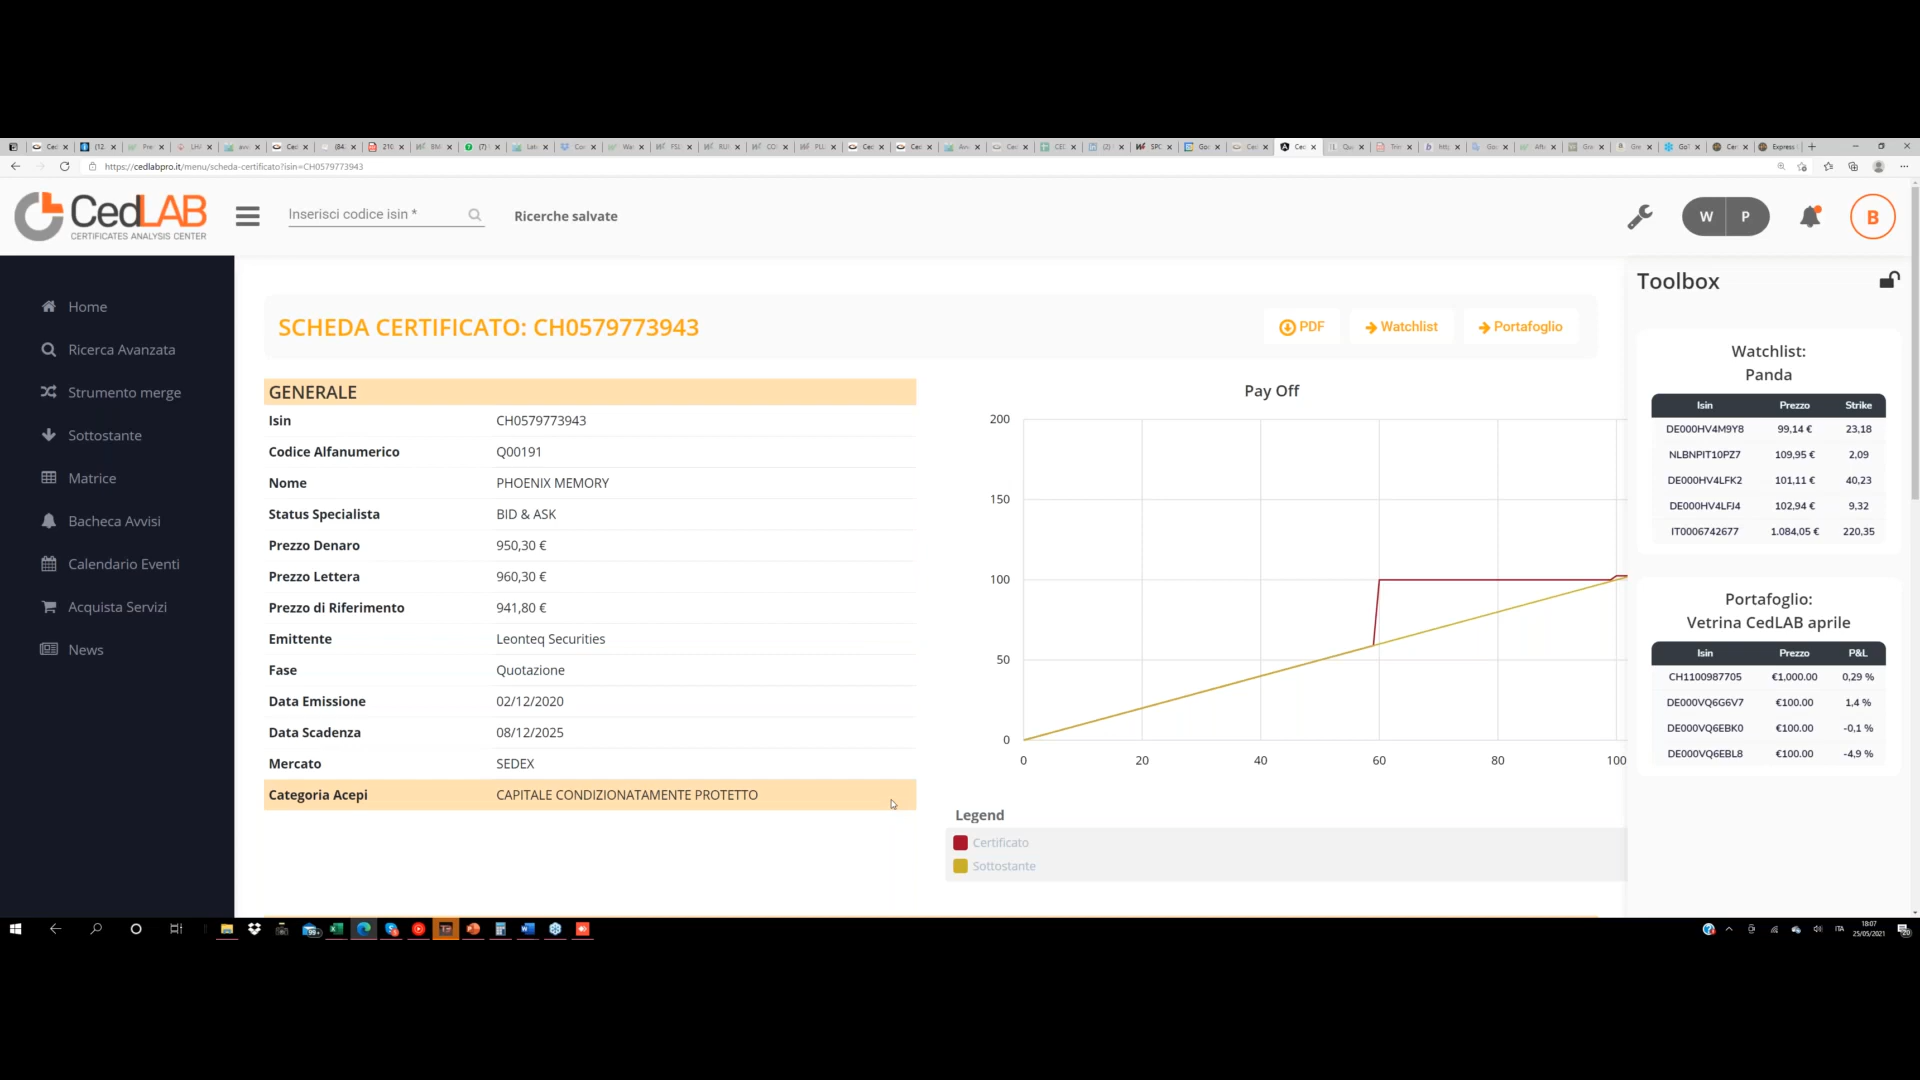 https://cedlabpro.it/menu/scheda-certificato?isin=CH0579773943
CedLAB
CERTIFICATES ANALYSIS CENTER
Inserisci codice isin *
Ricerche salvate
W P
B
Home
Ricerca Avanzata
Strumento merge
Sottostante
Matrice
Bacheca Avvisi
Calendario Eventi
Acquista Servizi
News
SCHEDA CERTIFICATO: CH0579773943
PDF
Watchlist
Portafoglio
GENERALE
Isin CH0579773943
Codice Alfanumerico Q00191
Nome PHOENIX MEMORY
Status Specialista BID & ASK
Prezzo Denaro 950,30 €
Prezzo Lettera 960,30 €
Prezzo di Riferimento 941,80 €
Emittente Leonteq Securities
Fase Quotazione
Data Emissione 02/12/2020
Data Scadenza 08/12/2025
Mercato SEDEX
Categoria Acepi CAPITALE CONDIZIONATAMENTE PROTETTO
Pay Off
200
150
100
50
0
0 20 40 60 80 100
Legend
Certificato
Sottostante
Toolbox
Watchlist:
Panda
Isin Prezzo Strike
DE000HV4M9Y8 99,14 € 23,18
NLBNPIT10PZ7 109,95 € 2,09
DE000HV4LFK2 101,11 € 40,23
DE000HV4LFJ4 102,94 € 9,32
IT0006742677 1.084,05 € 220,35
Portafoglio:
Vetrina CedLAB aprile
Isin Prezzo P&L
CH1100987705 €1,000.00 0,29 %
DE000VQ6G6V7 €100.00 1,4 %
DE000VQ6EBK0 €100.00 -0,1 %
DE000VQ6EBL8 €100.00 -4,9 %
ITA
18:07
25/05/2021